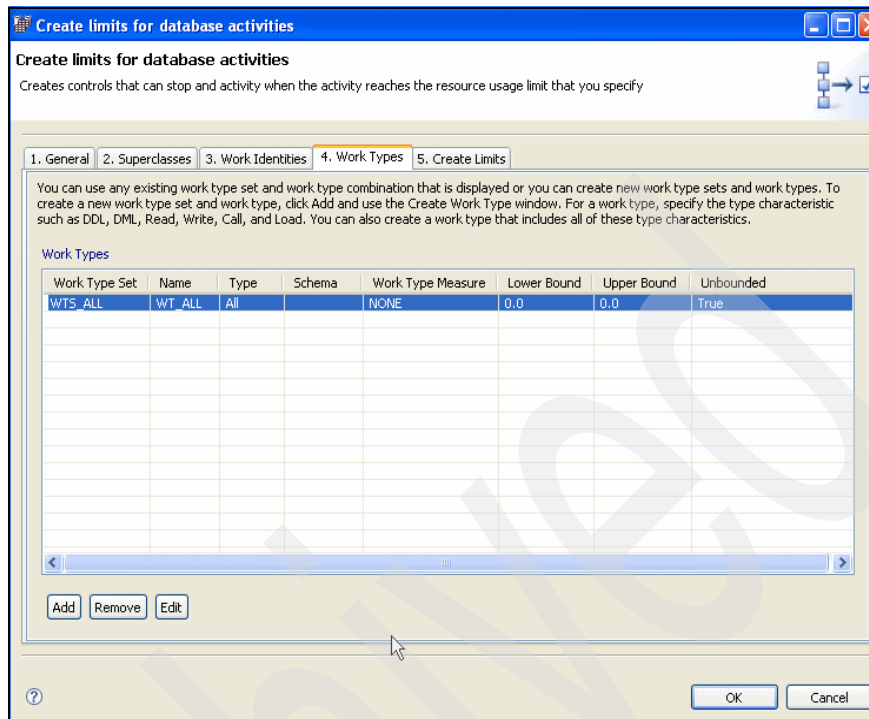 Create limits for database activities
Create limits for database activities
Creates controls that can stop and activity when the activity reaches the resource usage limit that you specify
1. General 2. Superclasses 3. Work Identities 4. Work Types 5. Create Limits
You can use any existing work type set and work type combination that is displayed or you can create new work type sets and work types. To
create a new work type set and work type, click Add and use the Create Work Type window. For a work type, specify the type characteristic
such as DDL, DML, Read, Write, Call, and Load. You can also create a work type that includes all of these type characteristics.
Work Types
Work Type Set Name Type Schema Work Type Measure Lower Bound Upper Bound Unbounded
WTS_ALL WT_ALL All NONE 0.0 0.0 True
Add Remove Edit
? OK Cancel